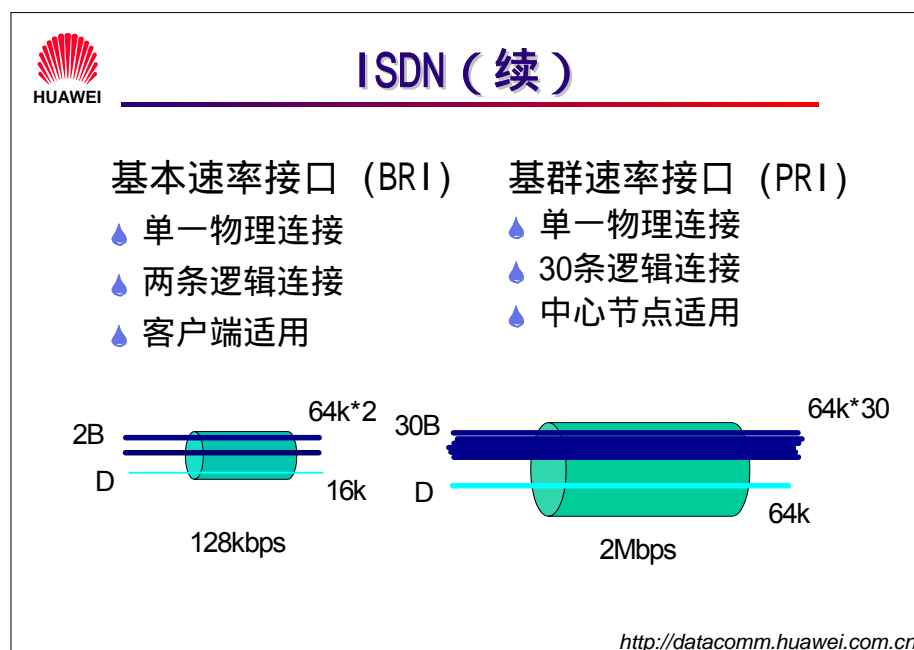 HUAWEI
ISDN（续）
基本速率接口 (BRI)
单一物理连接
两条逻辑连接
客户端适用
基群速率接口 (PRI)
单一物理连接
30条逻辑连接
中心节点适用
2B
64k*2
D
16k
128kbps
30B
64k*30
D
64k
2Mbps
http://datacomm.huawei.com.cn